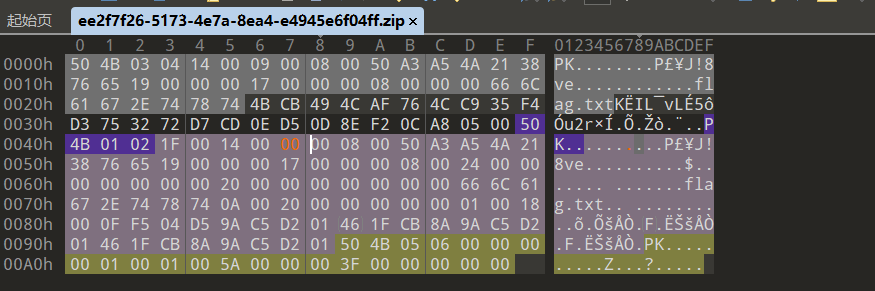 起始页 ee2f7f26-5173-4e7a-8ea4-e4945e6f04ff.zip ×
0 1 2 3 4 5 6 7 8 9 A B C D E F 0123456789ABCDEF
0000h 50 4B 03 04 14 00 09 00 08 00 50 A3 A5 4A 21 38 PK........P£¥J!8
0010h 76 65 19 00 00 00 17 00 00 00 08 00 00 00 66 6C ve............fl
0020h 61 67 2E 74 78 74 4B CB 49 4C AF 76 4C C9 35 F4 ag.txtKËIL¯vLÉ5ô
0030h D3 75 32 72 D7 CD 0E D5 0D 8E F2 0C A8 05 00 50 Óu2r×Í.Õ.Žò.¨..P
0040h 4B 01 02 1F 00 14 00 00 00 08 00 50 A3 A5 4A 21 K..........P£¥J!
0050h 38 76 65 19 00 00 00 17 00 00 00 08 00 24 00 00 8ve..........$..
0060h 00 00 00 00 00 20 00 00 00 00 00 00 00 66 6C 61 ..... .......fla
0070h 67 2E 74 78 74 0A 00 20 00 00 00 00 00 01 00 18 g.txt.. ........
0080h 00 0F F5 04 D5 9A C5 D2 01 46 1F CB 8A 9A C5 D2 ..õ.ÕšÅÒ.F.ËŠšÅÒ
0090h 01 46 1F CB 8A 9A C5 D2 01 50 4B 05 06 00 00 00 .F.ËŠšÅÒ.PK.....
00A0h 00 01 00 01 00 5A 00 00 00 3F 00 00 00 00 00 .....Z...?.....